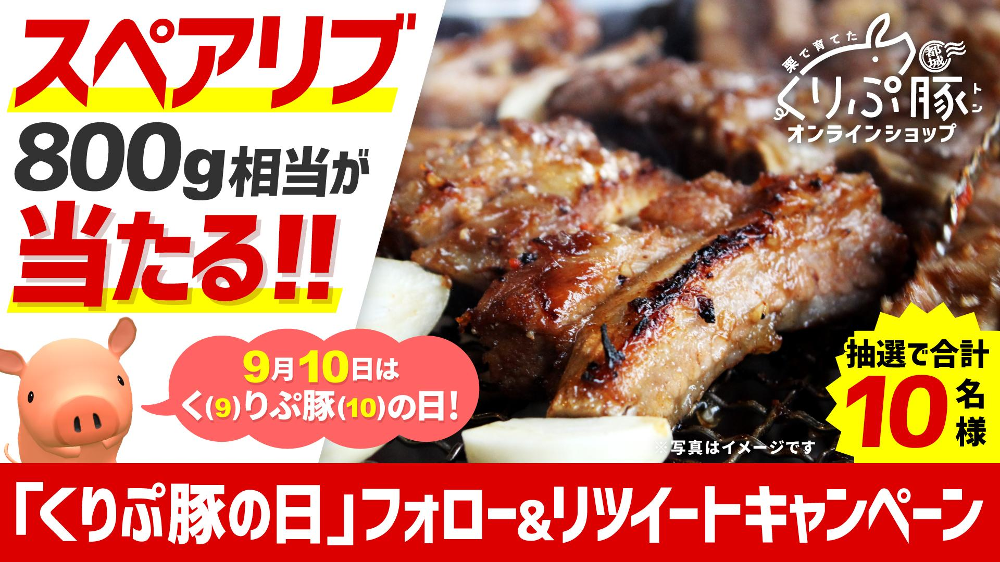 スペアリブ
800g相当が
当たる!!
9月10日は
く(9)りぷ豚(10)の日!
栗で育てた
都城
くりぷ豚
トン
オンラインショップ
抽選で合計
10名様
※写真はイメージです
「くりぷ豚の日」フォロー&リツイートキャンペーン